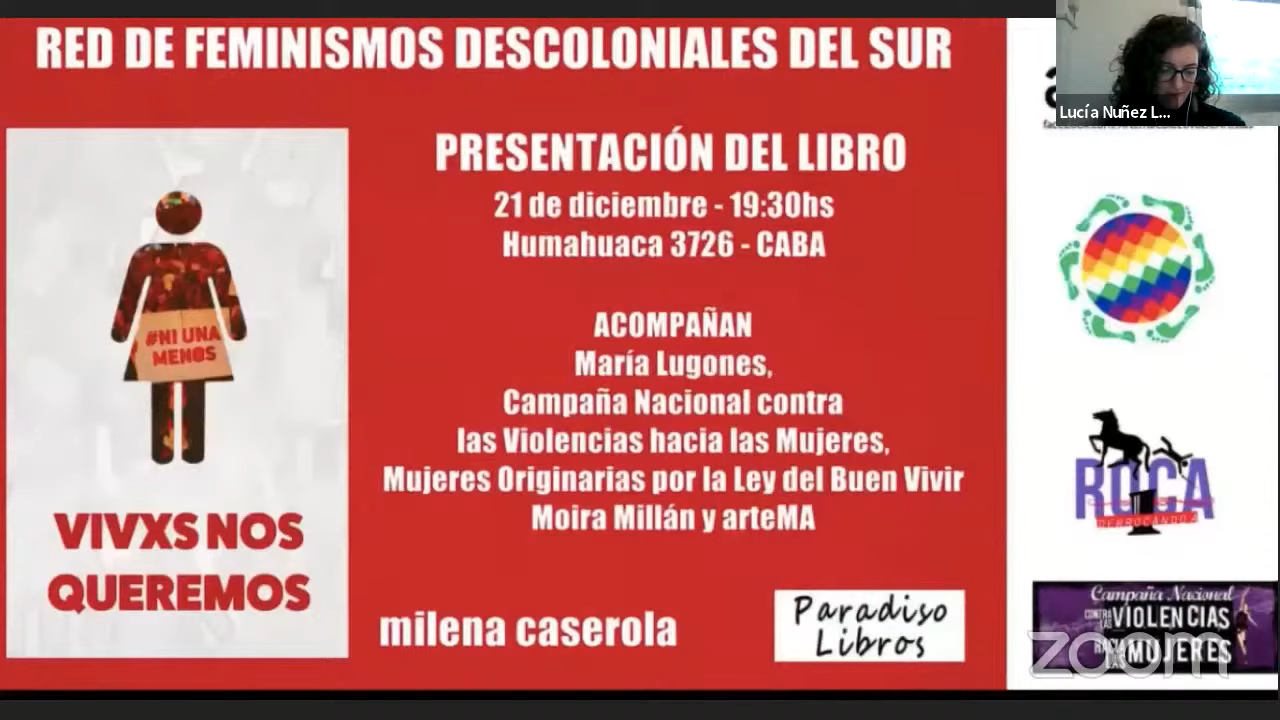 RED DE FEMINISMOS DESCOLONIALES DEL SUR
#NI UNA
MENOS
VIVXS NOS
QUEREMOS
PRESENTACIÓN DEL LIBRO
21 de diciembre - 19:30hs
Humahuaca 3726 - CABA
ACOMPAÑAN
María Lugones,
Campaña Nacional contra
las Violencias hacia las Mujeres,
Mujeres Originarias por la Ley del Buen Vivir
Moira Millán y arteMA
milena caserola
Paradiso
Libros
Lucía Nuñez L...
ROCA
DERROCANDO A
Campaña Nacional
CONTRA
LAS
VIOLENCIAS
HACIA
LAS
MUJERES
zoom